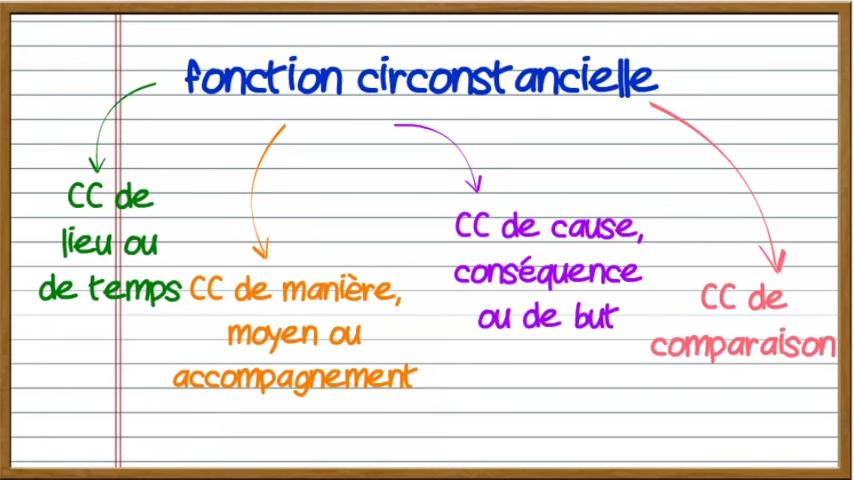 fonction circonstancielle
CC de
lieu ou
de temps
CC de manière,
moyen ou
accompagnement
CC de cause,
conséquence
ou de but
CC de
comparaison